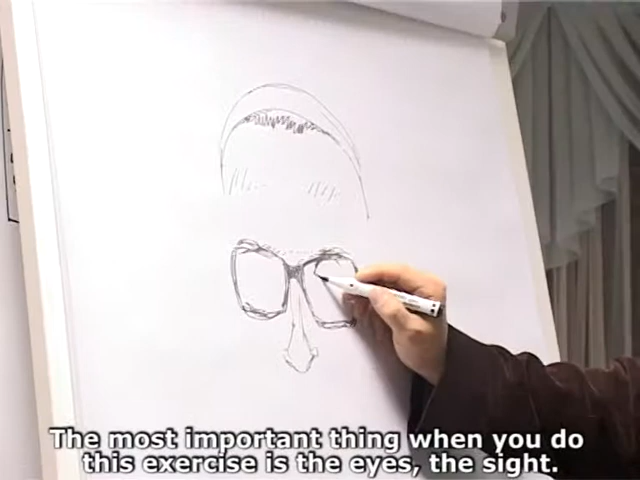 The most important thing when you do
this exercise is the eyes, the sight.